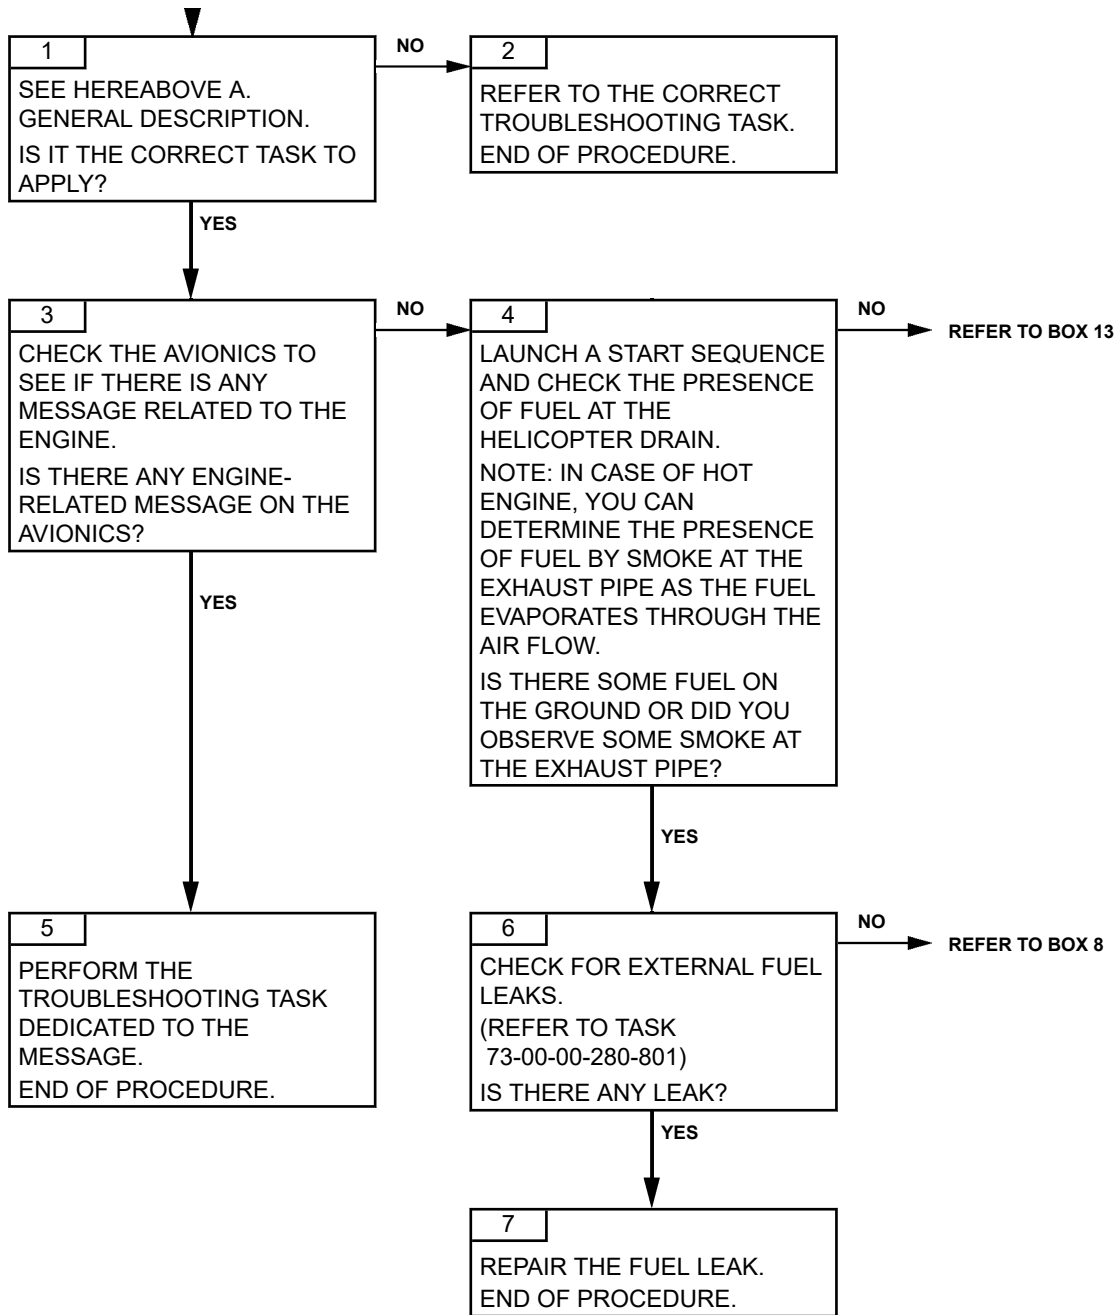 1
SEE HEREABOVE A.
GENERAL DESCRIPTION.
IS IT THE CORRECT TASK TO
APPLY?
NO
2
REFER TO THE CORRECT
TROUBLESHOOTING TASK.
END OF PROCEDURE.
YES
3
CHECK THE AVIONICS TO
SEE IF THERE IS ANY
MESSAGE RELATED TO THE
ENGINE.
IS THERE ANY ENGINE-
RELATED MESSAGE ON THE
AVIONICS?
NO
4
LAUNCH A START SEQUENCE
AND CHECK THE PRESENCE
OF FUEL AT THE
HELICOPTER DRAIN.
NOTE: IN CASE OF HOT
ENGINE, YOU CAN
DETERMINE THE PRESENCE
OF FUEL BY SMOKE AT THE
EXHAUST PIPE AS THE FUEL
EVAPORATES THROUGH THE
AIR FLOW.
IS THERE SOME FUEL ON
THE GROUND OR DID YOU
OBSERVE SOME SMOKE AT
THE EXHAUST PIPE?
NO
REFER TO BOX 13
YES
YES
5
PERFORM THE
TROUBLESHOOTING TASK
DEDICATED TO THE
MESSAGE.
END OF PROCEDURE.
6
CHECK FOR EXTERNAL FUEL
LEAKS.
(REFER TO TASK
73-00-00-280-801)
IS THERE ANY LEAK?
NO
REFER TO BOX 8
YES
7
REPAIR THE FUEL LEAK.
END OF PROCEDURE.